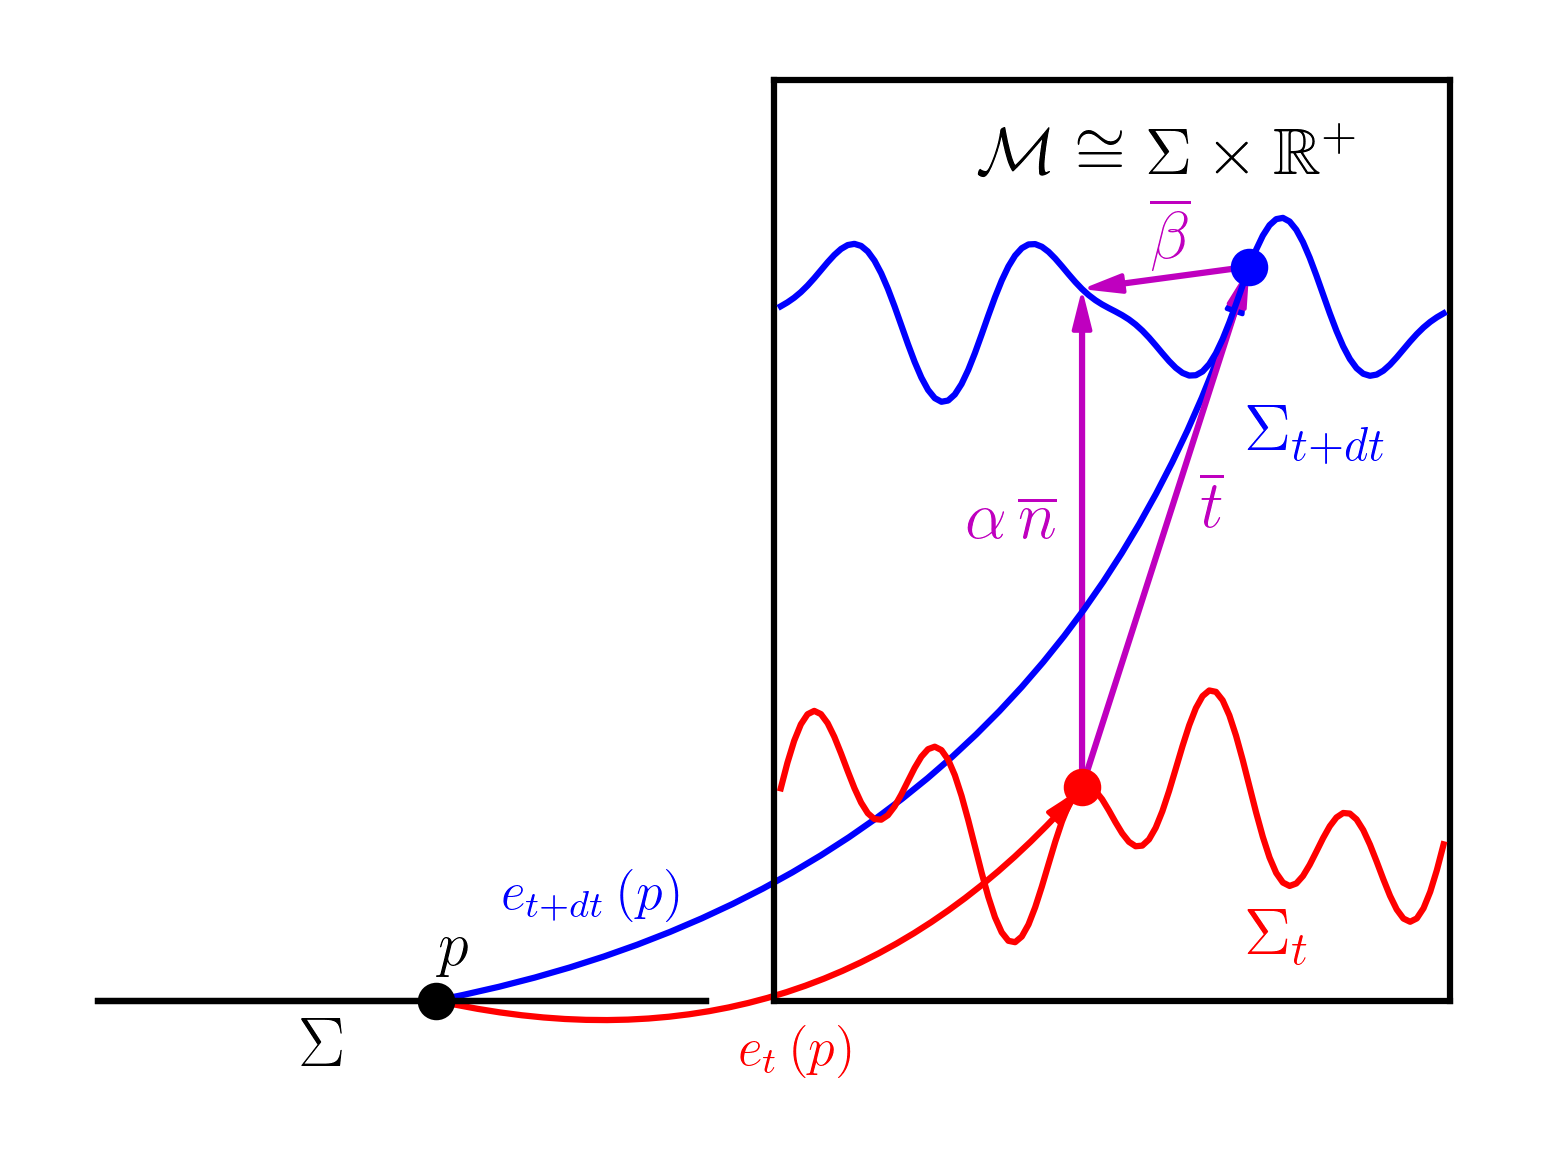 ℳ ≅ Σ × ℝ⁺
β̅
Σ_{t+dt}
α n̅
t̅
e_{t+dt} (p)
p
Σ_t
Σ
e_t (p)